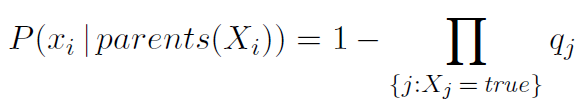 P(x_i | parents(X_i)) = 1 − ∏_{\{j:X_j = true\}} q_j